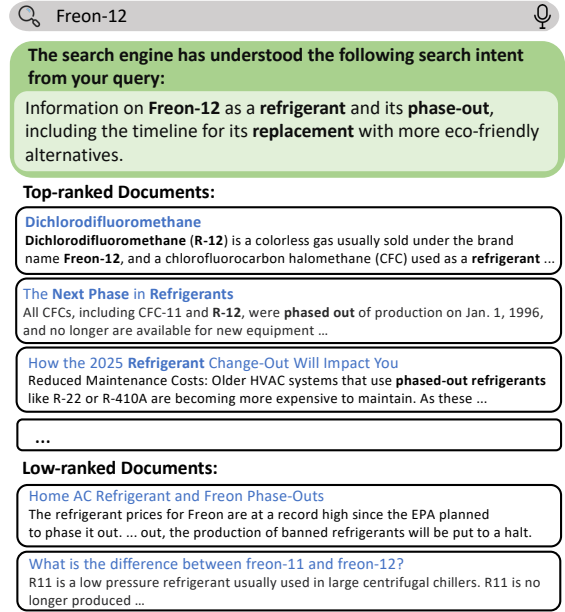 Freon-12
The search engine has understood the following search intent
from your query:
Information on Freon-12 as a refrigerant and its phase-out,
including the timeline for its replacement with more eco-friendly
alternatives.
Top-ranked Documents:
Dichlorodifluoromethane
Dichlorodifluoromethane (R-12) is a colorless gas usually sold under the brand
name Freon-12, and a chlorofluorocarbon halomethane (CFC) used as a refrigerant ...
The Next Phase in Refrigerants
All CFCs, including CFC-11 and R-12, were phased out of production on Jan. 1, 1996,
and no longer are available for new equipment ...
How the 2025 Refrigerant Change-Out Will Impact You
Reduced Maintenance Costs: Older HVAC systems that use phased-out refrigerants
like R-22 or R-410A are becoming more expensive to maintain. As these ...
...
Low-ranked Documents:
Home AC Refrigerant and Freon Phase-Outs
The refrigerant prices for Freon are at a record high since the EPA planned
to phase it out. ... out, the production of banned refrigerants will be put to a halt.
What is the difference between freon-11 and freon-12?
R11 is a low pressure refrigerant usually used in large centrifugal chillers. R11 is no
longer produced ...